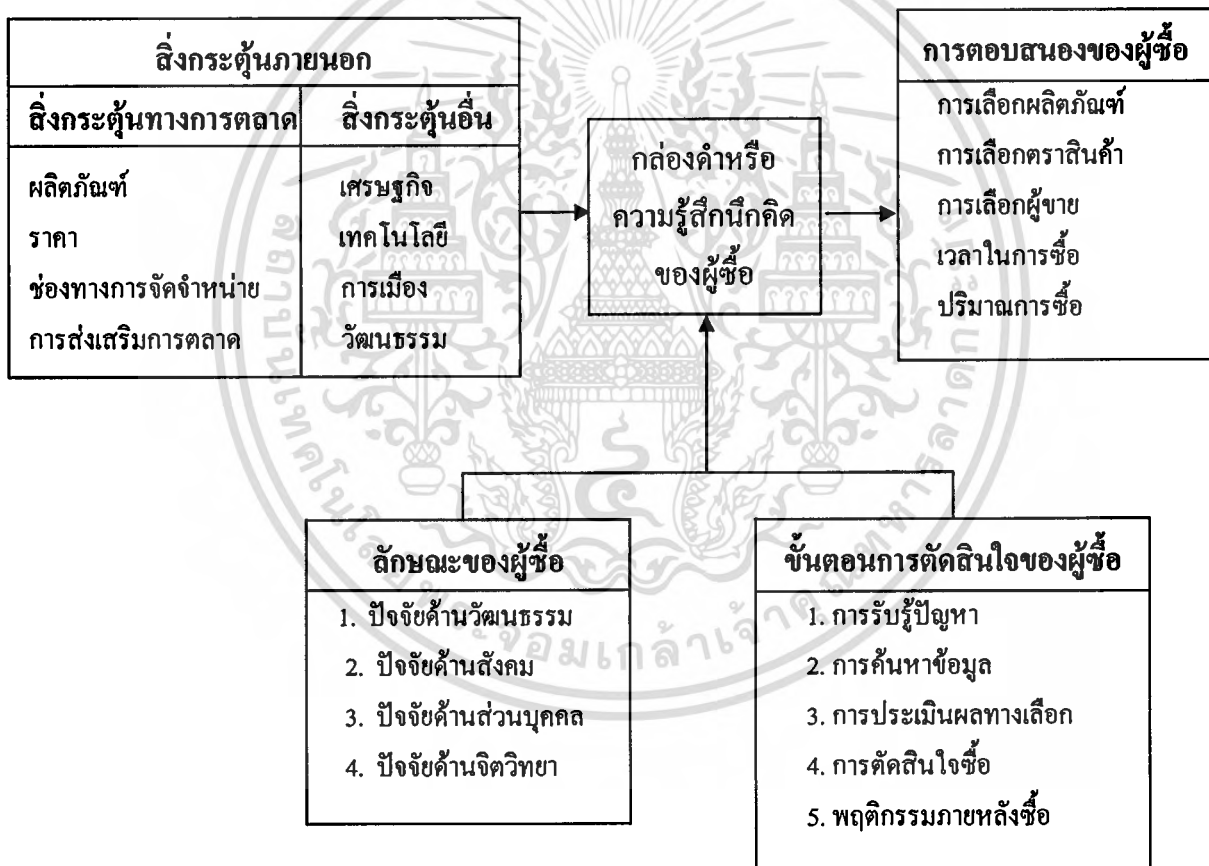 สิ่งกระตุ้นภายนอก
สิ่งกระตุ้นทางการตลาด
สิ่งกระตุ้นอื่น
ผลิตภัณฑ์
เศรษฐกิจ
ราคา
เทคโนโลยี
ช่องทางการจัดจำหน่าย
การเมือง
การส่งเสริมการตลาด
วัฒนธรรม
กล่องดำหรือ
ความรู้สึกนึกคิด
ของผู้ซื้อ
การตอบสนองของผู้ซื้อ
การเลือกผลิตภัณฑ์
การเลือกตราสินค้า
การเลือกผู้ขาย
เวลาในการซื้อ
ปริมาณการซื้อ
ลักษณะของผู้ซื้อ
1. ปัจจัยด้านวัฒนธรรม
2. ปัจจัยด้านสังคม
3. ปัจจัยด้านส่วนบุคคล
4. ปัจจัยด้านจิตวิทยา
ขั้นตอนการตัดสินใจของผู้ซื้อ
1. การรับรู้ปัญหา
2. การค้นหาข้อมูล
3. การประเมินผลทางเลือก
4. การตัดสินใจซื้อ
5. พฤติกรรมภายหลังซื้อ